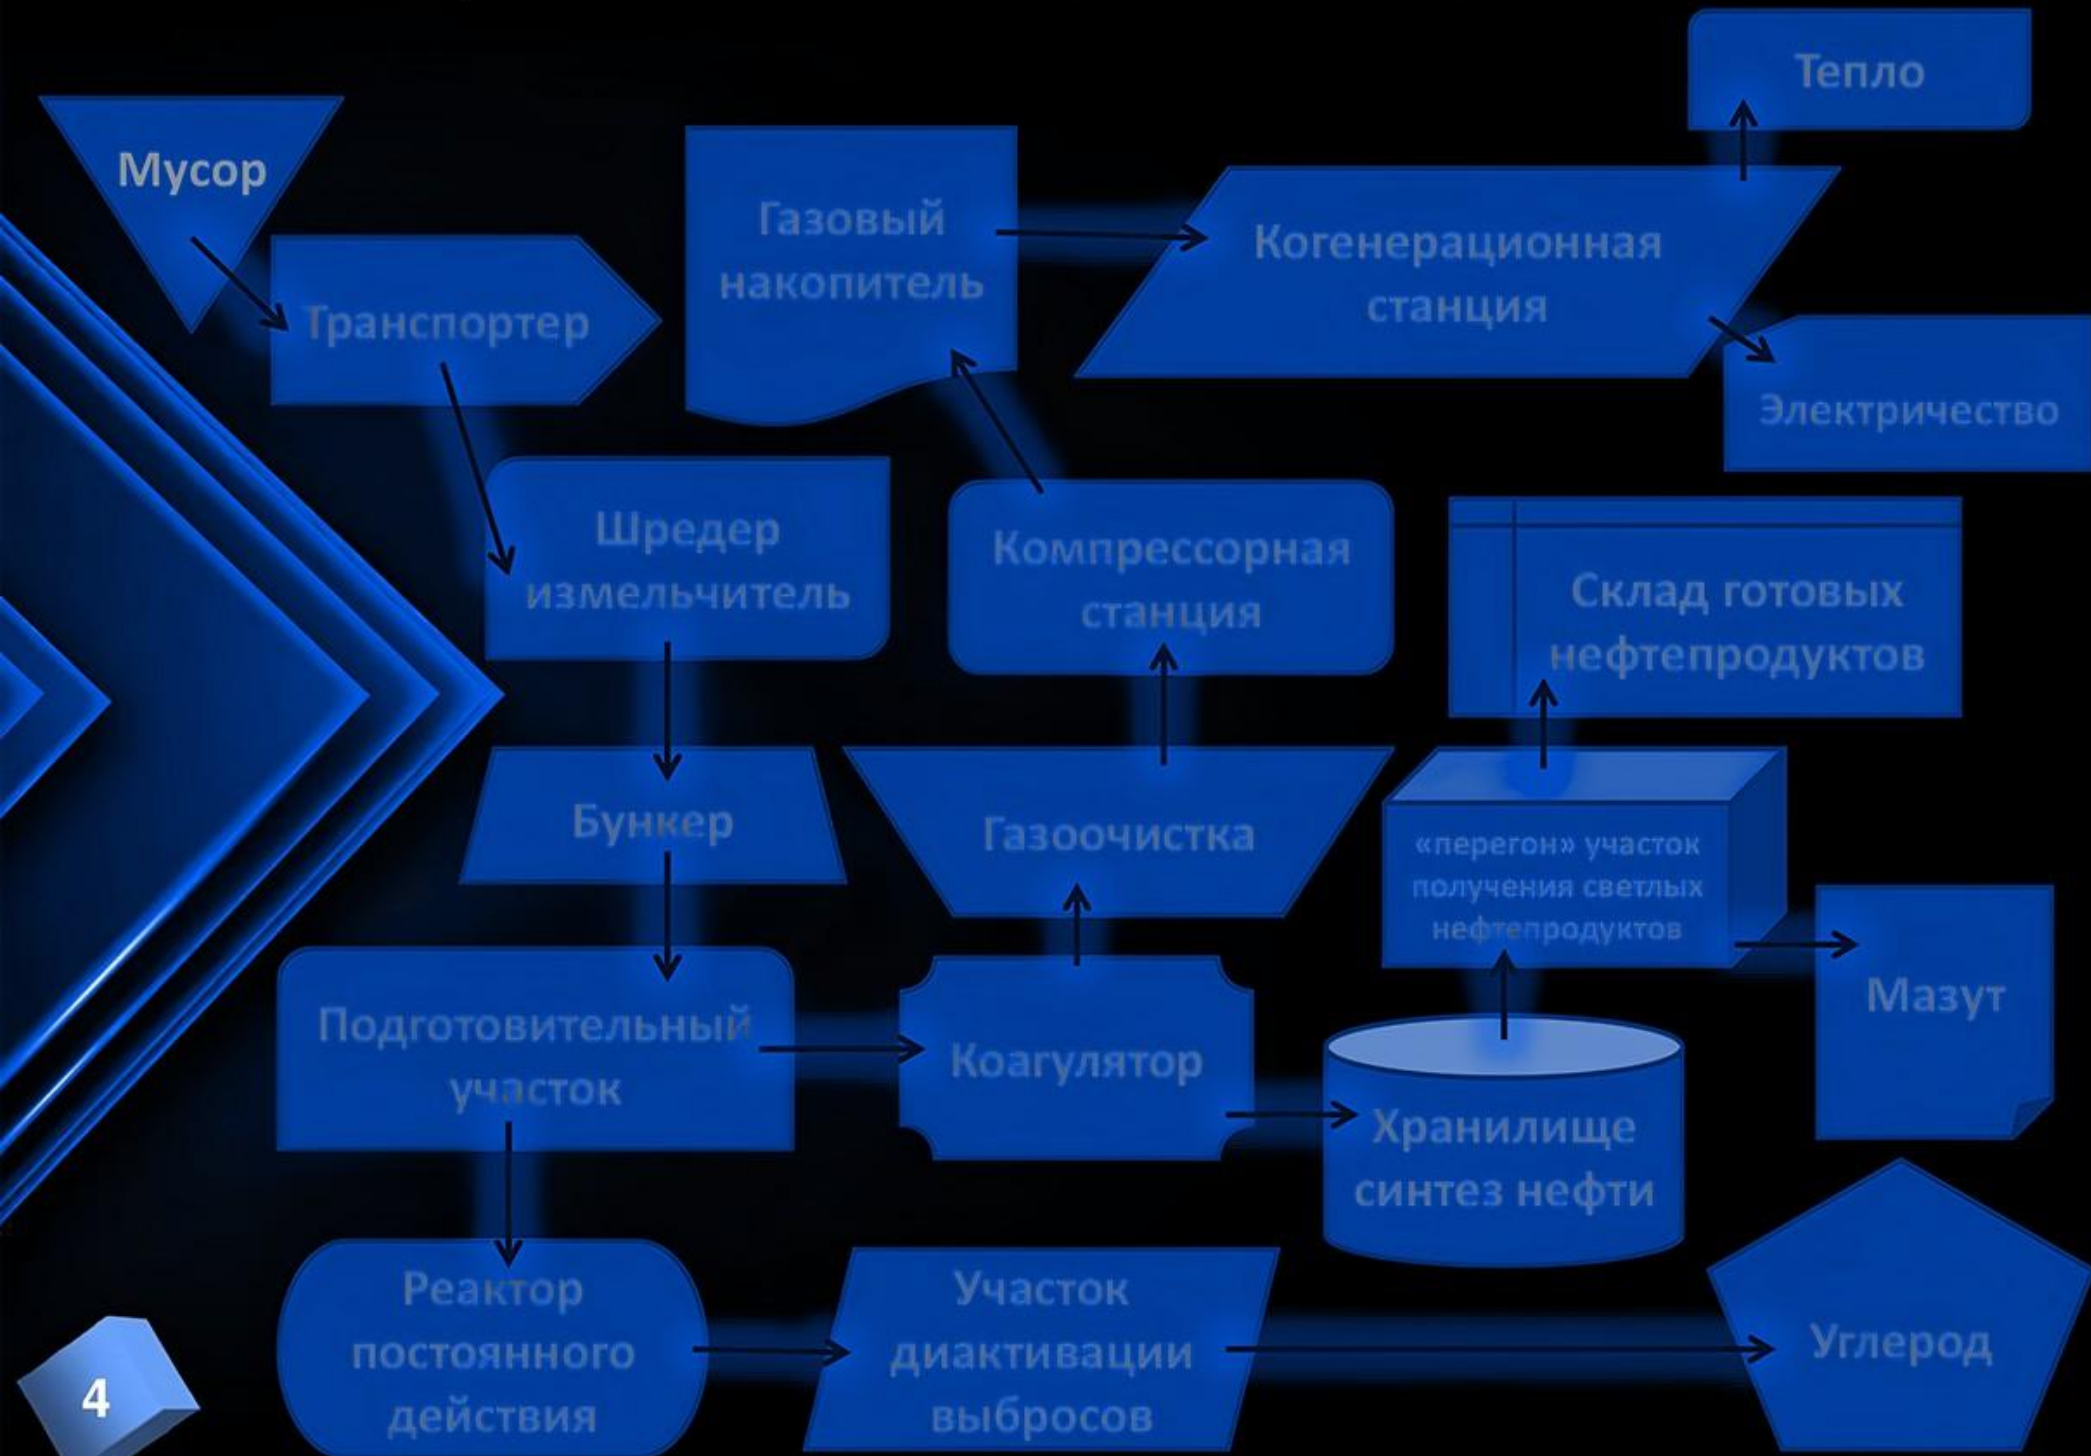 Мусор
Транспортер
Шредер
измельчитель
Бункер
Подготовительный
участок
Реактор
постоянного
действия
Участок
диактивации
выбросов
Углерод
Коагулятор
Газоочистка
Компрессорная
станция
Газовый
накопитель
Когенерационная
станция
Тепло
Электричество
Хранилище
синтез нефти
«перегон» участок
получения светлых
нефтепродуктов
Склад готовых
нефтепродуктов
Мазут
4